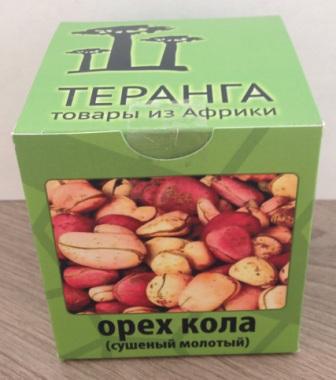 ТЕРАНГА
товары из Африки
орех кола
(сушеный молотый)